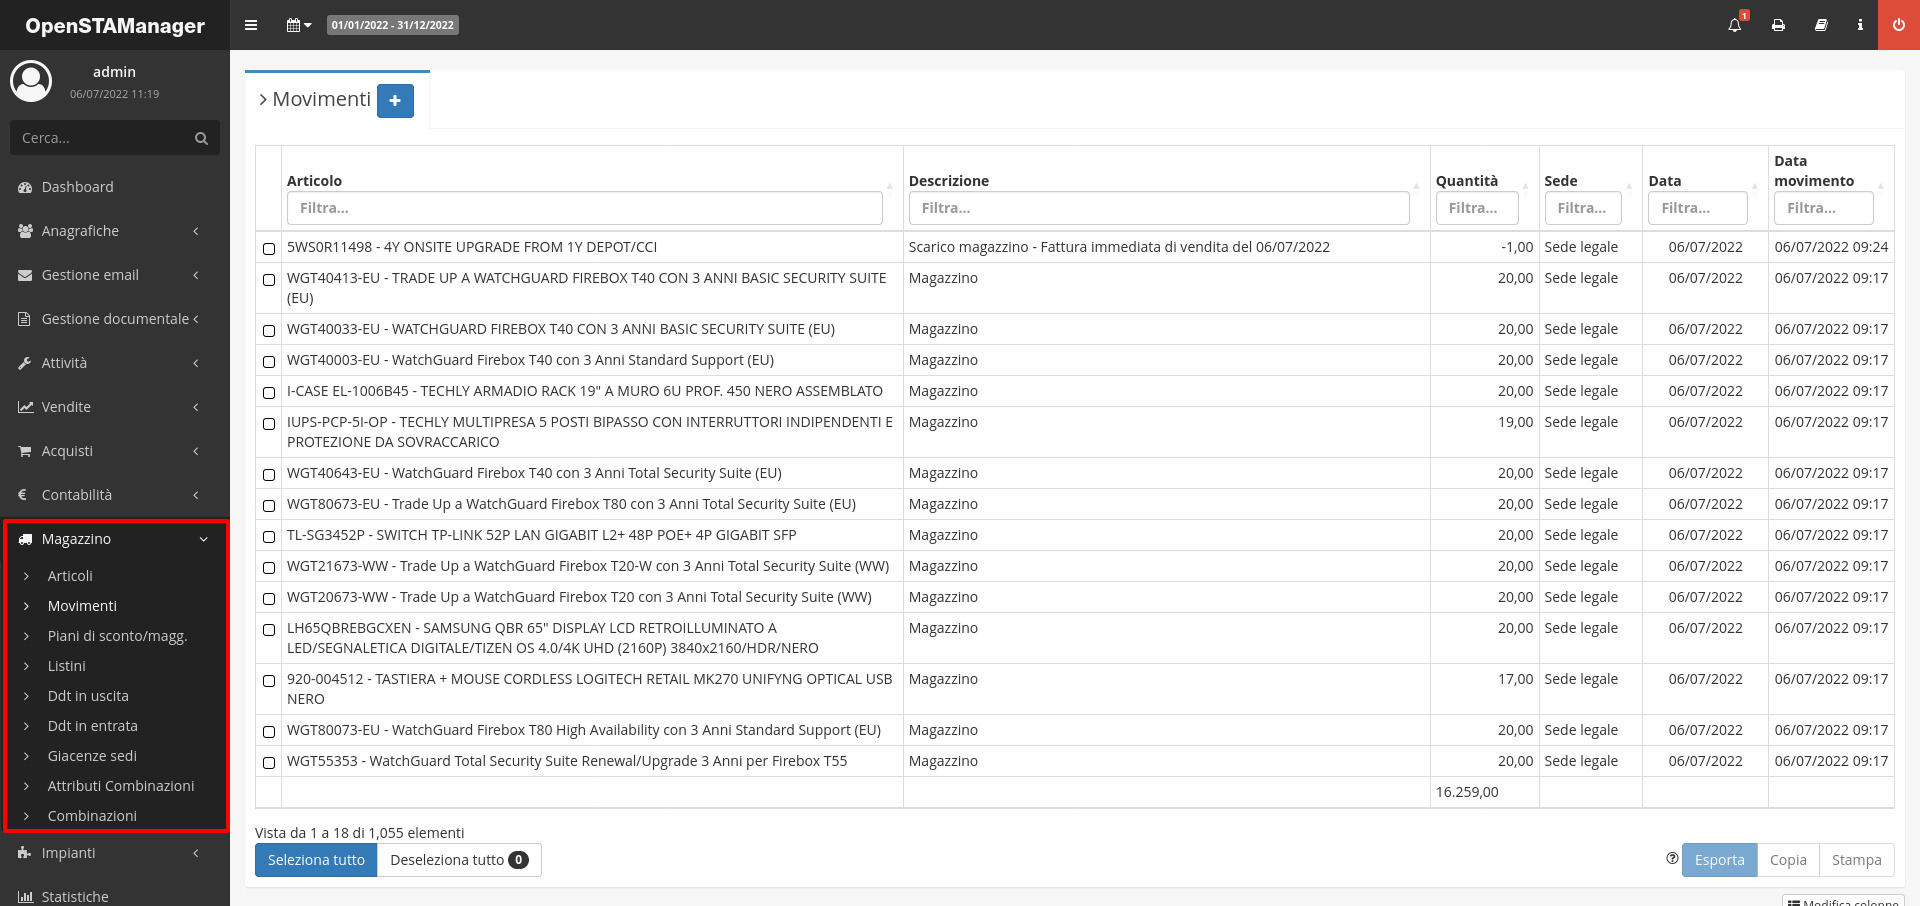 OpenSTAManager
01/01/2022 - 31/12/2022
1
admin
06/07/2022 11:19
Cerca...
Dashboard
Anagrafiche
Gestione email
Gestione documentale
Attività
Vendite
Acquisti
Contabilità
Magazzino
Articoli
Movimenti
Piani di sconto/magg.
Listini
Ddt in uscita
Ddt in entrata
Giacenze sedi
Attributi Combinazioni
Combinazioni
Impianti
Statistiche
Movimenti
Articolo Descrizione Quantità Sede Data Data movimento
Filtra... Filtra... Filtra... Filtra... Filtra... Filtra...
5WS0R11498 - 4Y ONSITE UPGRADE FROM 1Y DEPOT/CCI Scarico magazzino - Fattura immediata di vendita del 06/07/2022 -1,00 Sede legale 06/07/2022 06/07/2022 09:24
WGT40413-EU - TRADE UP A WATCHGUARD FIREBOX T40 CON 3 ANNI BASIC SECURITY SUITE Magazzino 20,00 Sede legale 06/07/2022 06/07/2022 09:17
(EU)
WGT40033-EU - WATCHGUARD FIREBOX T40 CON 3 ANNI BASIC SECURITY SUITE (EU) Magazzino 20,00 Sede legale 06/07/2022 06/07/2022 09:17
WGT40003-EU - WatchGuard Firebox T40 con 3 Anni Standard Support (EU) Magazzino 20,00 Sede legale 06/07/2022 06/07/2022 09:17
I-CASE EL-1006B45 - TECHLY ARMADIO RACK 19" A MURO 6U PROF. 450 NERO ASSEMBLATO Magazzino 20,00 Sede legale 06/07/2022 06/07/2022 09:17
IUPS-PCP-5I-OP - TECHLY MULTIPRESA 5 POSTI BIPASSO CON INTERRUTTORI INDIPENDENTI E Magazzino 19,00 Sede legale 06/07/2022 06/07/2022 09:17
PROTEZIONE DA SOVRACCARICO
WGT40643-EU - WatchGuard Firebox T40 con 3 Anni Total Security Suite (EU) Magazzino 20,00 Sede legale 06/07/2022 06/07/2022 09:17
WGT80673-EU - Trade Up a WatchGuard Firebox T80 con 3 Anni Total Security Suite (EU) Magazzino 20,00 Sede legale 06/07/2022 06/07/2022 09:17
TL-SG3452P - SWITCH TP-LINK 52P LAN GIGABIT L2+ 48P POE+ 4P GIGABIT SFP Magazzino 20,00 Sede legale 06/07/2022 06/07/2022 09:17
WGT21673-WW - Trade Up a WatchGuard Firebox T20-W con 3 Anni Total Security Suite (WW) Magazzino 20,00 Sede legale 06/07/2022 06/07/2022 09:17
WGT20673-WW - Trade Up a WatchGuard Firebox T20 con 3 Anni Total Security Suite (WW) Magazzino 20,00 Sede legale 06/07/2022 06/07/2022 09:17
LH65QBREBGCXEN - SAMSUNG QBR 65" DISPLAY LCD RETROILLUMINATO A Magazzino 20,00 Sede legale 06/07/2022 06/07/2022 09:17
LED/SEGNALETICA DIGITALE/TIZEN OS 4.0/4K UHD (2160P) 3840x2160/HDR/NERO
920-004512 - TASTIERA + MOUSE CORDLESS LOGITECH RETAIL MK270 UNIFYNG OPTICAL USB Magazzino 17,00 Sede legale 06/07/2022 06/07/2022 09:17
NERO
WGT80073-EU - WatchGuard Firebox T80 High Availability con 3 Anni Standard Support (EU) Magazzino 20,00 Sede legale 06/07/2022 06/07/2022 09:17
WGT55353 - WatchGuard Total Security Suite Renewal/Upgrade 3 Anni per Firebox T55 Magazzino 20,00 Sede legale 06/07/2022 06/07/2022 09:17
16.259,00
Vista da 1 a 18 di 1,055 elementi
Seleziona tutto Deseleziona tutto 0 Esporta Copia Stampa
Modifica colonne